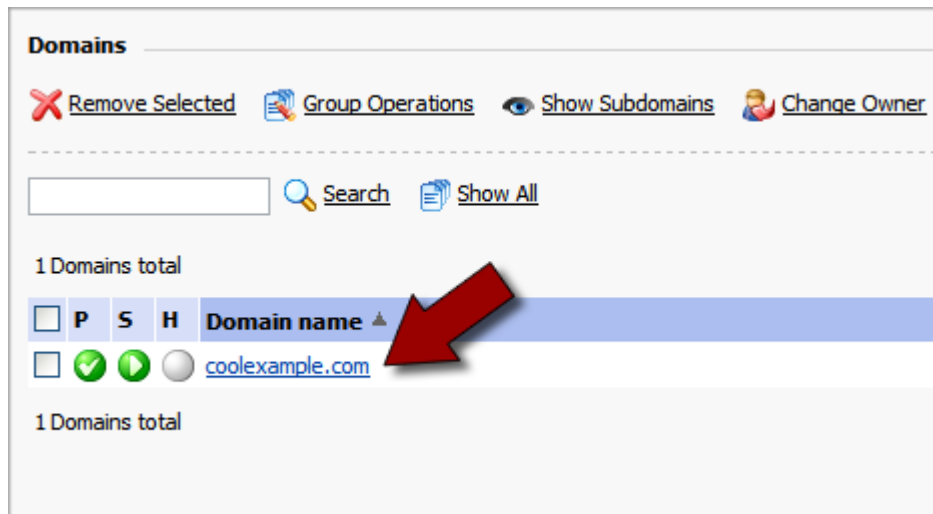 Domains
Remove Selected Group Operations Show Subdomains Change Owner
Search Show All
1 Domains total
P S H Domain name
coolexample.com
1 Domains total